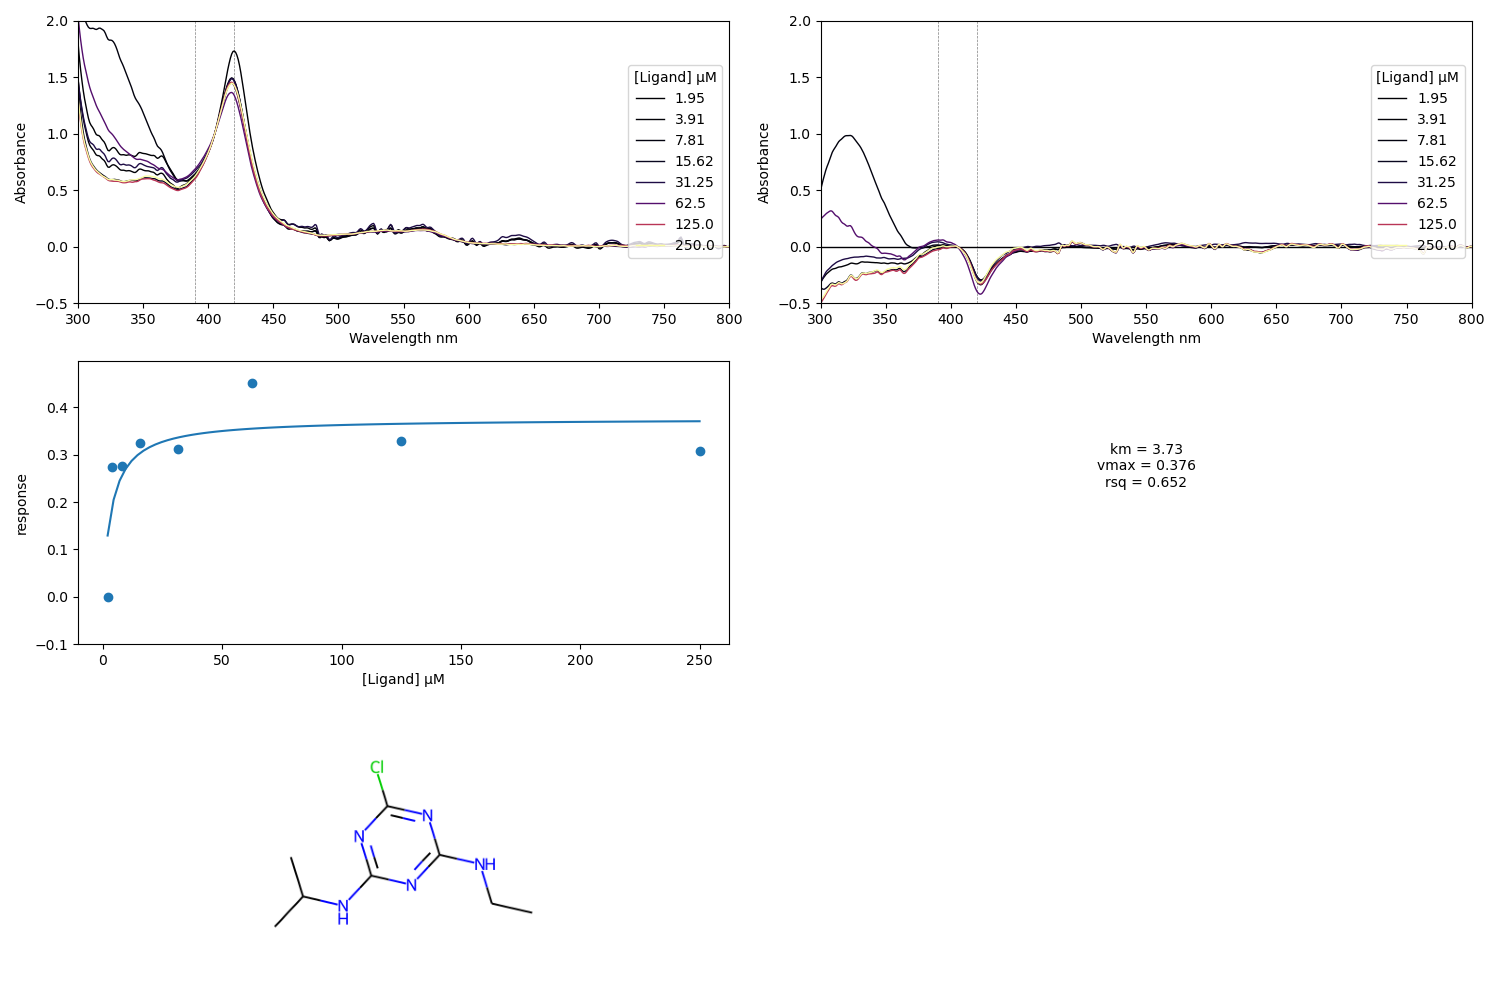 2.0
1.5
1.0
0.5
0.0
−0.5
Absorbance
300 350 400 450 500 550 600 650 700 750 800
Wavelength nm
[Ligand] μM
1.95
3.91
7.81
15.62
31.25
62.5
125.0
250.0
2.0
1.5
1.0
0.5
0.0
−0.5
Absorbance
300 350 400 450 500 550 600 650 700 750 800
Wavelength nm
[Ligand] μM
1.95
3.91
7.81
15.62
31.25
62.5
125.0
250.0
0.4
0.3
0.2
0.1
0.0
−0.1
response
0 50 100 150 200 250
[Ligand] μM
km = 3.73
vmax = 0.376
rsq = 0.652
Cl
N
N
NH
N
N
H